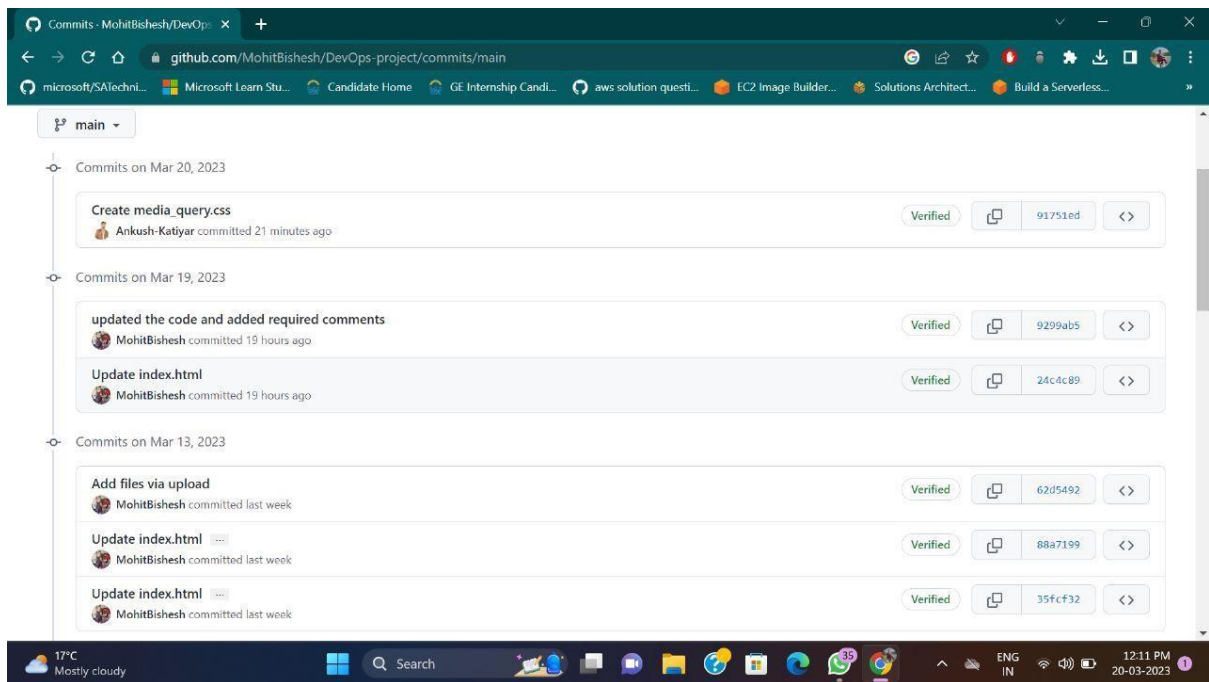 Commits · MohitBishesh/DevOps
github.com/MohitBishesh/DevOps-project/commits/main
microsoft/SATechni... Microsoft Learn Stu... Candidate Home GE Internship Candi... aws solution questi... EC2 Image Builder... Solutions Architect... Build a Serverless... »
main
Commits on Mar 20, 2023
Create media_query.css
Verified 91751ed
Ankush-Katiyar committed 21 minutes ago
Commits on Mar 19, 2023
updated the code and added required comments
Verified 9299ab5
MohitBishesh committed 19 hours ago
Update index.html
Verified 24c4c89
MohitBishesh committed 19 hours ago
Commits on Mar 13, 2023
Add files via upload
Verified 62d5492
MohitBishesh committed last week
Update index.html ...
Verified 88a7199
MohitBishesh committed last week
Update index.html ...
Verified 35fcf32
MohitBishesh committed last week
17°C
Mostly cloudy
Search
35
ENG
IN
12:11 PM
20-03-2023
1